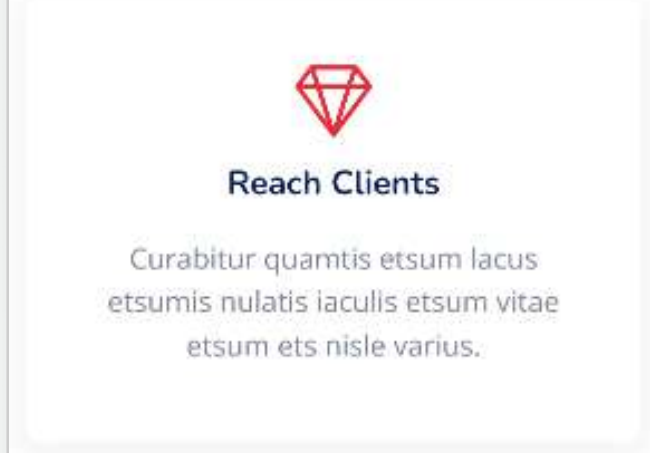 Reach Clients
Curabitur quamtis etsum lacus
etsumis nulatis iaculis etsum vitae
etsum ets nisle varius.